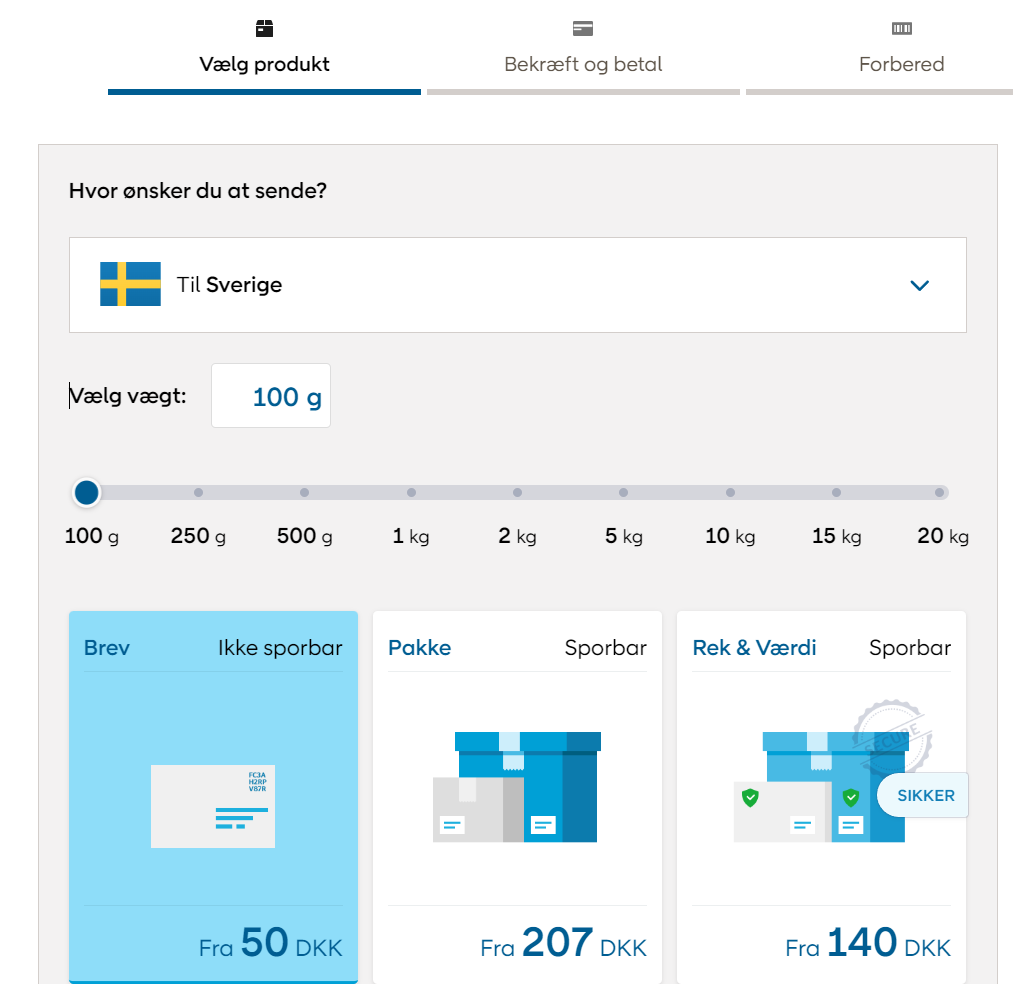 Vælg produkt
Bekræft og betal
Forbered
Hvor ønsker du at sende?
Til Sverige
Vælg vægt: 100 g
100 g 250 g 500 g 1 kg 2 kg 5 kg 10 kg 15 kg 20 kg
Brev Ikke sporbar
FCJA
H2RP
V87R
Fra 50 DKK
Pakke Sporbar
Fra 207 DKK
Rek & Værdi Sporbar
SECURE
SIKKER
Fra 140 DKK